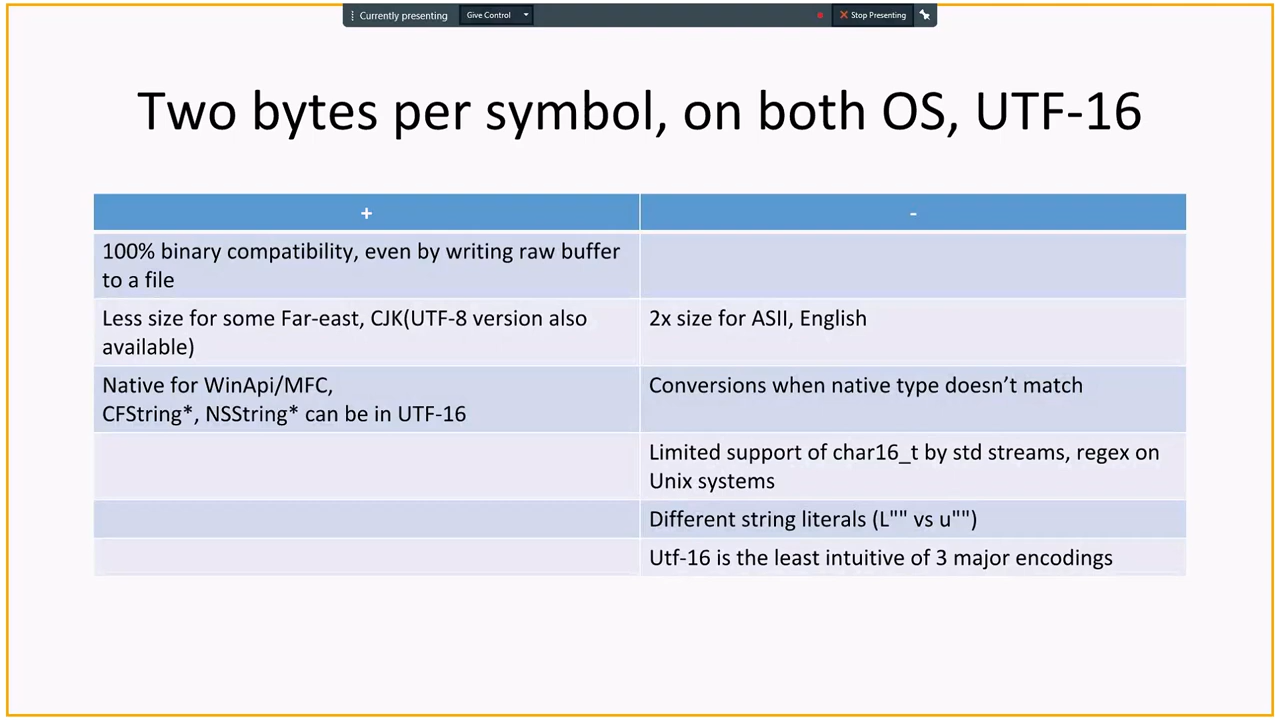 Currently presenting
Give Control
Stop Presenting
Two bytes per symbol, on both OS, UTF-16
+
-
100% binary compatibility, even by writing raw buffer
to a file
Less size for some Far-east, CJK(UTF-8 version also
available)
2x size for ASII, English
Native for WinApi/MFC,
CFString*, NSString* can be in UTF-16
Conversions when native type doesn’t match
Limited support of char16_t by std streams, regex on
Unix systems
Different string literals (L"" vs u"")
Utf-16 is the least intuitive of 3 major encodings